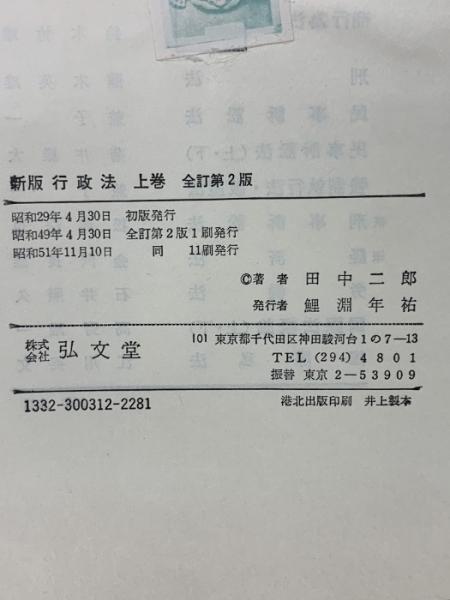 新版 行政法 上巻 全訂第2版
昭和29年4月30日 初版発行
昭和49年4月30日 全訂第2版1刷発行
昭和51年11月10日 同 11刷発行
©著者 田中二郎
発行者 鯉淵年祐
株式会社 弘文堂
101 東京都千代田区神田駿河台1の7—13
TEL (294) 4801
振替 東京 2—53909
1332-300312-2281
港北出版印刷 井上製本